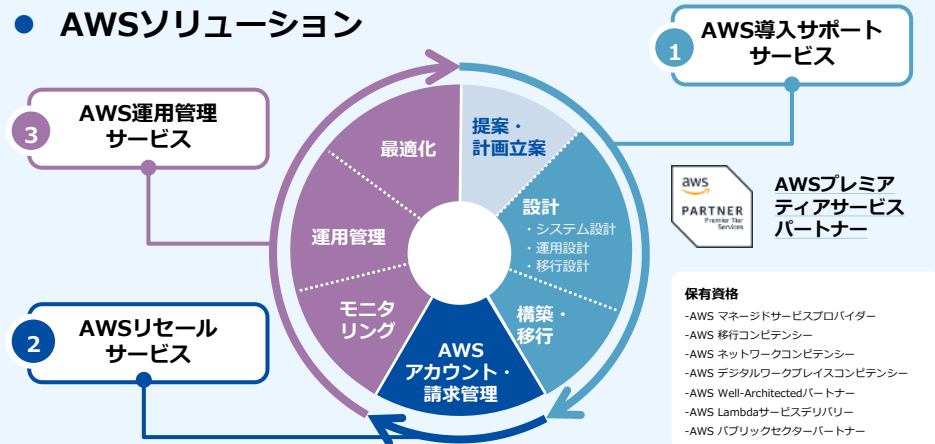 AWSソリューション
1
AWS導入サポート
サービス
3
AWS運用管理
サービス
2
AWSリセール
サービス
提案・
計画立案
設計
・システム設計
・運用設計
・移行設計
構築・
移行
AWS
アカウント・
請求管理
モニタ
リング
運用管理
最適化
aws
PARTNER
Premier Tier
Services
AWSプレミア
ティアサービス
パートナー
保有資格
-AWS マネージドサービスプロバイダー
-AWS 移行コンピテンシー
-AWS ネットワークコンピテンシー
-AWS デジタルワークプレイスコンピテンシー
-AWS Well-Architectedパートナー
-AWS Lambdaサービスデリバリー
-AWS パブリックセクターパートナー